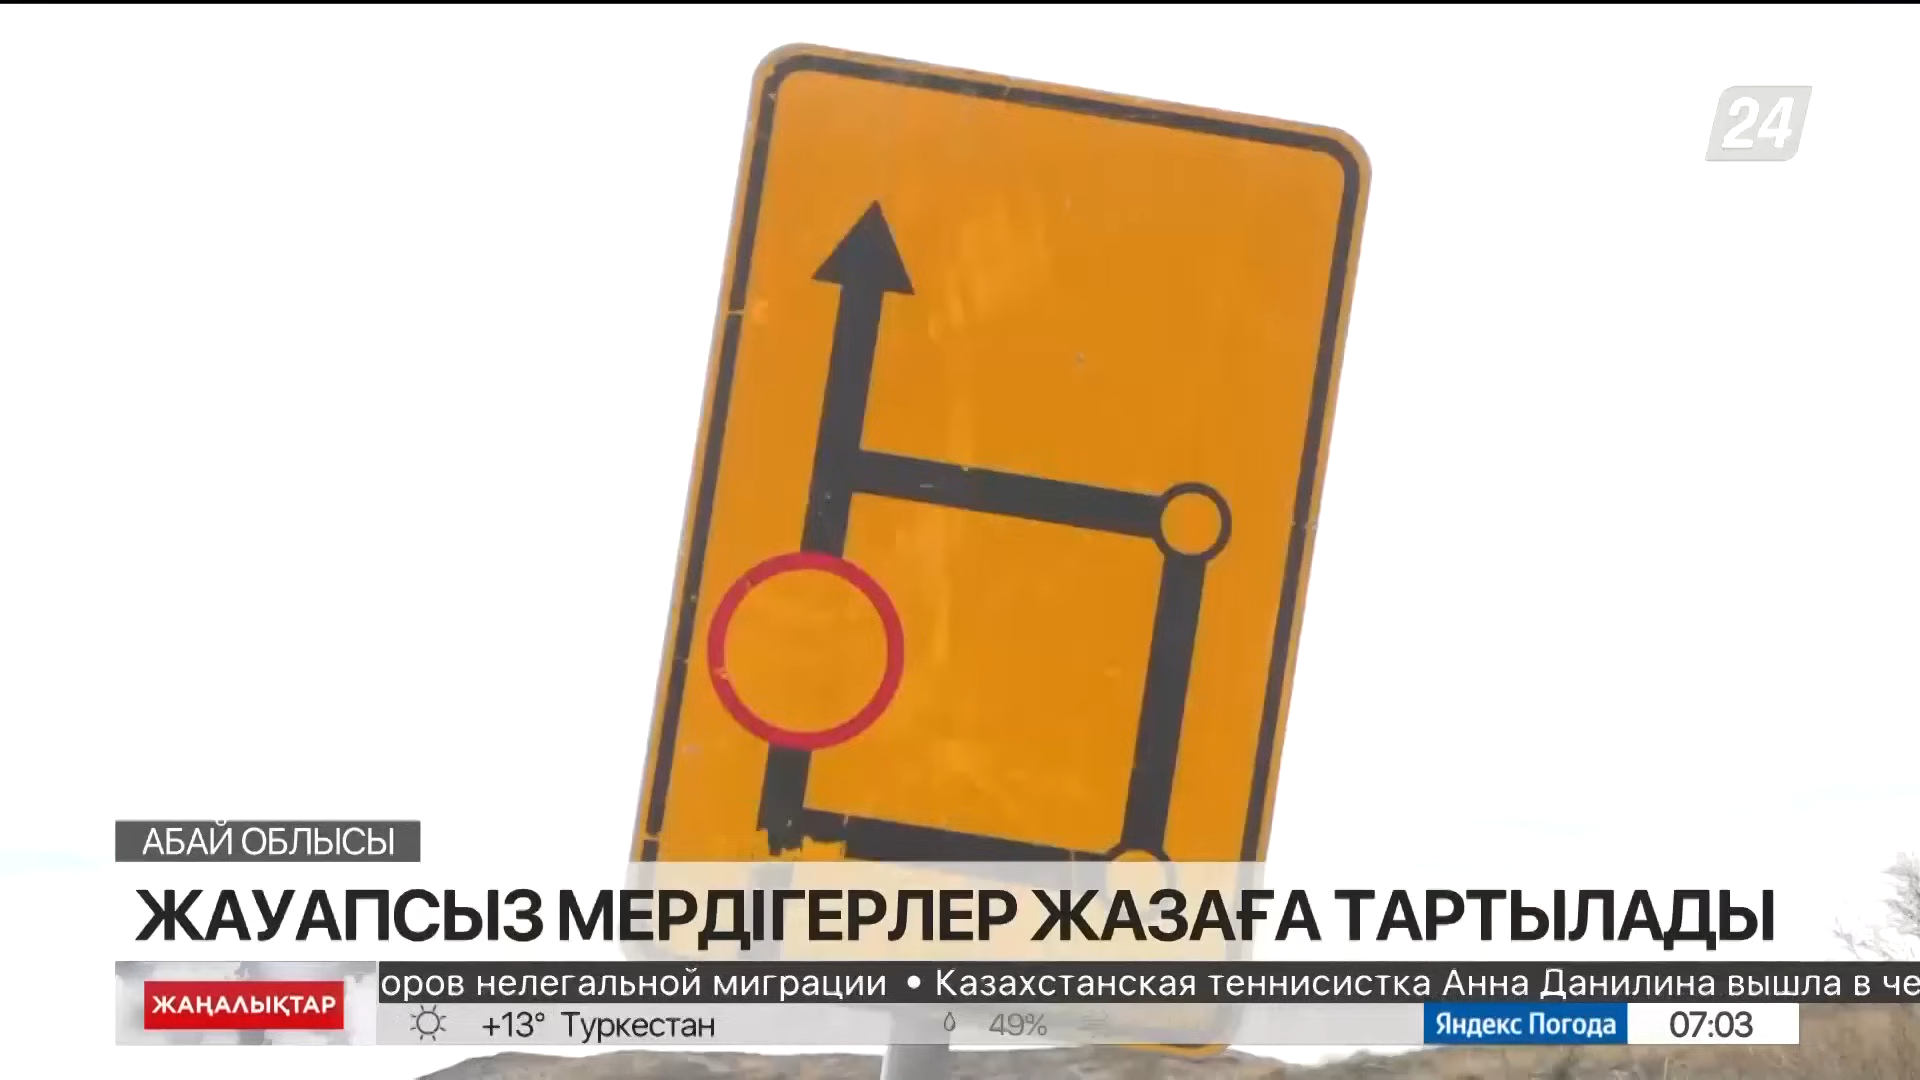 24
АБАЙ ОБЛЫСЫ
ЖАУАПСЫЗ МЕРДІГЕРЛЕР ЖАЗАҒА ТАРТЫЛАДЫ
ЖАҢАЛЫҚТАР
оров нелегальной миграции • Казахстанская теннисистка Анна Данилина вышла в че
+13° Туркестан 49% Яндекс Погода 07:03